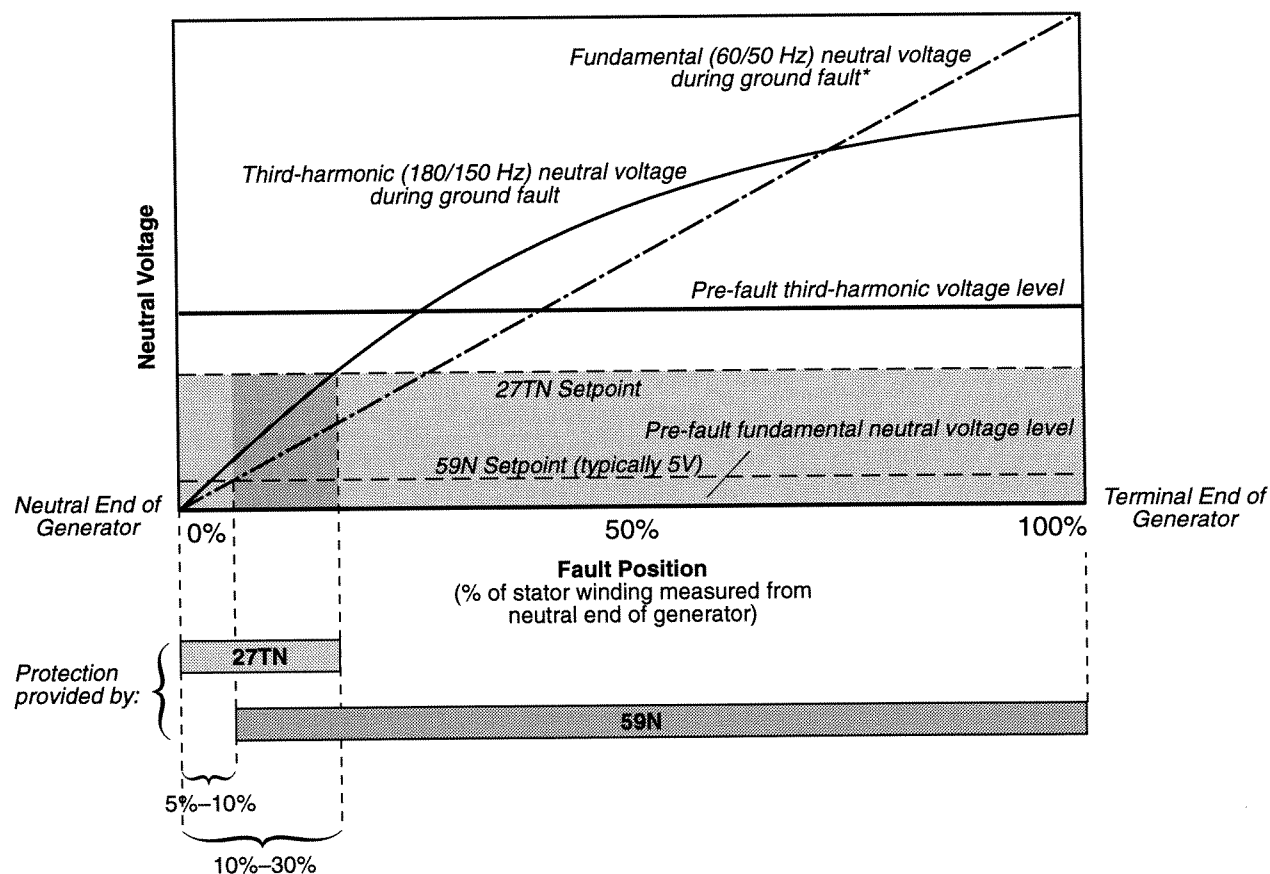 Fundamental (60/50 Hz) neutral voltage
during ground fault*
Third-harmonic (180/150 Hz) neutral voltage
during ground fault
Neutral Voltage
Pre-fault third-harmonic voltage level
27TN Setpoint
Pre-fault fundamental neutral voltage level
59N Setpoint (typically 5V)
Neutral End of
Generator
Terminal End of
Generator
0%
50%
100%
Fault Position
(% of stator winding measured from
neutral end of generator)
Protection
provided by:
27TN
59N
5%–10%
10%–30%